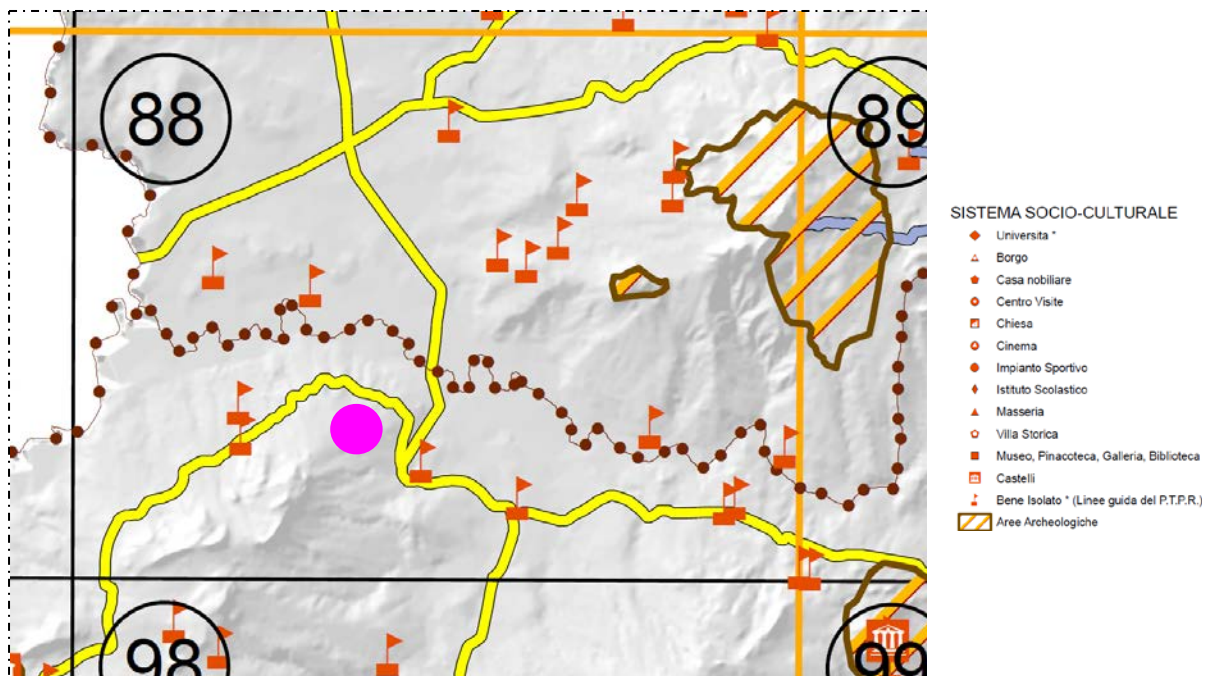 88
89
98
99
SISTEMA SOCIO-CULTURALE
Universita *
Borgo
Casa nobiliare
Centro Visite
Chiesa
Cinema
Impianto Sportivo
Istituto Scolastico
Masseria
Villa Storica
Museo, Pinacoteca, Galleria, Biblioteca
Castelli
Bene Isolato * (Linee guida del P.T.P.R.)
Aree Archeologiche